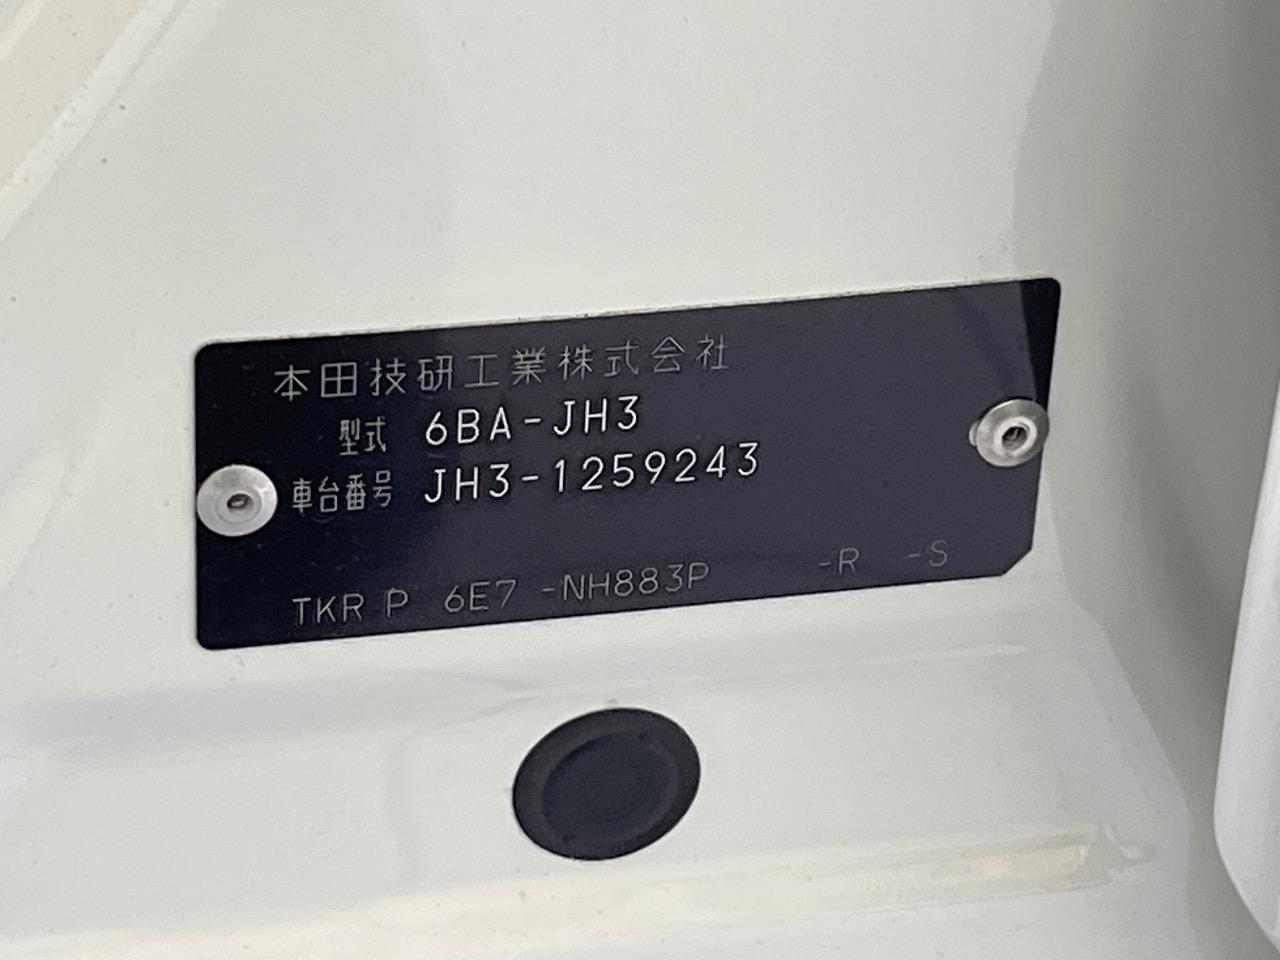 本田技研工業株式会社
型式 6BA-JH3
車台番号 JH3-1259243
TKR P 6E7 -NH883P -R -S